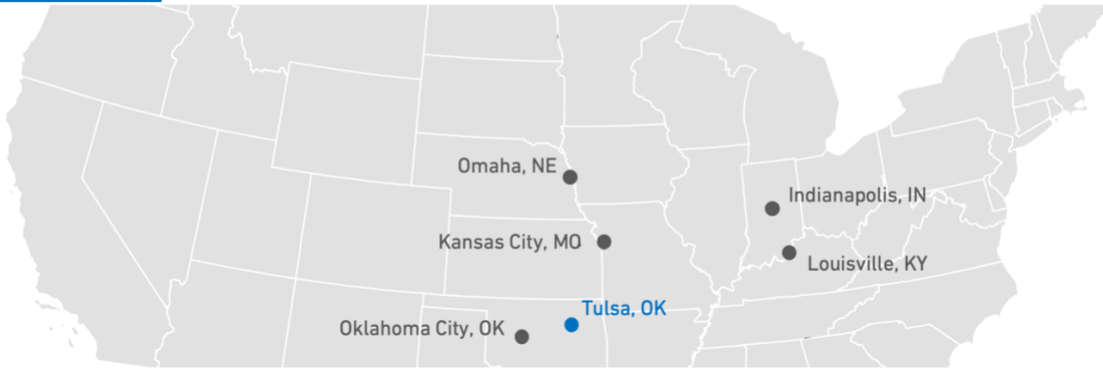 Omaha, NE
Indianapolis, IN
Kansas City, MO
Louisville, KY
Tulsa, OK
Oklahoma City, OK